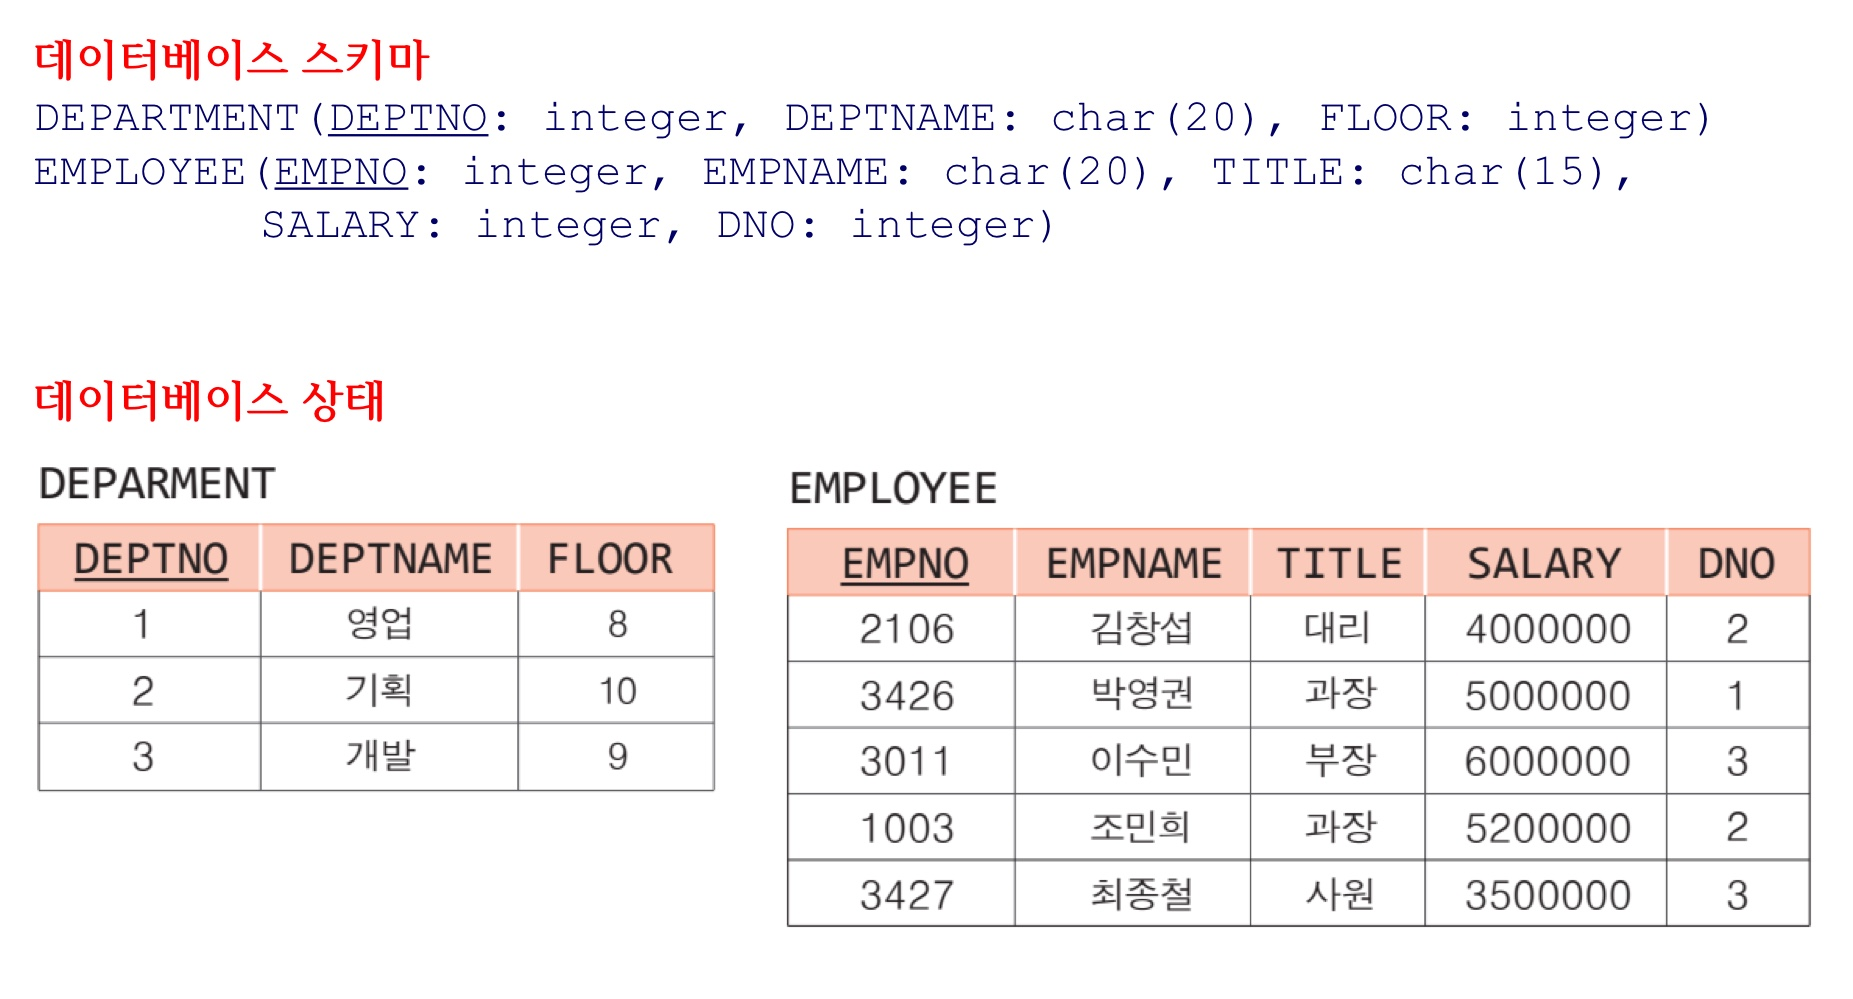 데이터베이스 스키마
DEPARTMENT(DEPTNO: integer, DEPTNAME: char(20), FLOOR: integer)
EMPLOYEE(EMPNO: integer, EMPNAME: char(20), TITLE: char(15),
SALARY: integer, DNO: integer)
데이터베이스 상태
DEPARMENT
DEPTNO DEPTNAME FLOOR
1 영업 8
2 기획 10
3 개발 9
EMPLOYEE
EMPNO EMPNAME TITLE SALARY DNO
2106 김창섭 대리 4000000 2
3426 박영권 과장 5000000 1
3011 이수민 부장 6000000 3
1003 조민희 과장 5200000 2
3427 최종철 사원 3500000 3